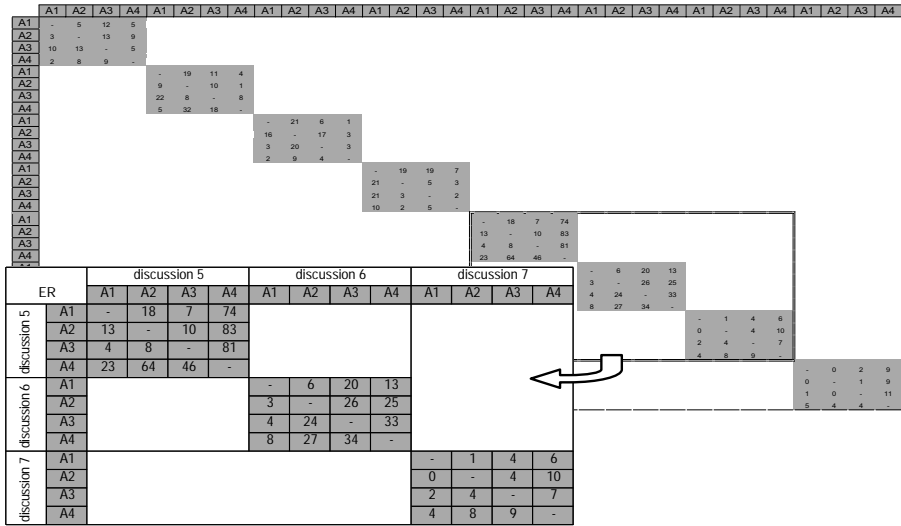 A1 A2 A3 A4 A1 A2 A3 A4 A1 A2 A3 A4 A1 A2 A3 A4 A1 A2 A3 A4 A1 A2 A3 A4 A1 A2 A3 A4 A1 A2 A3 A4
A1 - 5 12 5
A2 3 - 13 9
A3 10 13 - 5
A4 2 8 9 -
A1 - 19 11 4
A2 9 - 10 1
A3 22 8 - 8
A4 5 32 18 -
A1 - 21 6 1
A2 16 - 17 3
A3 3 20 - 3
A4 2 9 4 -
A1 - 19 19 7
A2 21 - 5 3
A3 21 3 - 2
A4 10 2 5 -
A1 - 18 7 74
A2 13 - 10 83
A3 4 8 - 81
A4 23 64 46 -
- 6 20 13
3 - 26 25
4 24 - 33
8 27 34 -
- 1 4 6
0 - 4 10
2 4 - 7
4 8 9 -
- 0 2 9
0 - 1 9
1 0 - 11
5 4 4 -
ER discussion 5 discussion 6 discussion 7
A1 A2 A3 A4 A1 A2 A3 A4 A1 A2 A3 A4
discussion 5
A1 - 18 7 74
A2 13 - 10 83
A3 4 8 - 81
A4 23 64 46 -
discussion 6
A1 - 6 20 13
A2 3 - 26 25
A3 4 24 - 33
A4 8 27 34 -
discussion 7
A1 - 1 4 6
A2 0 - 4 10
A3 2 4 - 7
A4 4 8 9 -